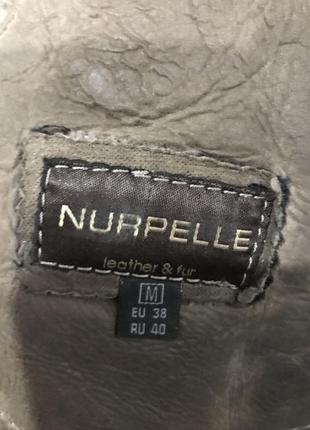 NURPELLE
leather & fur
M
EU 38
RU 40